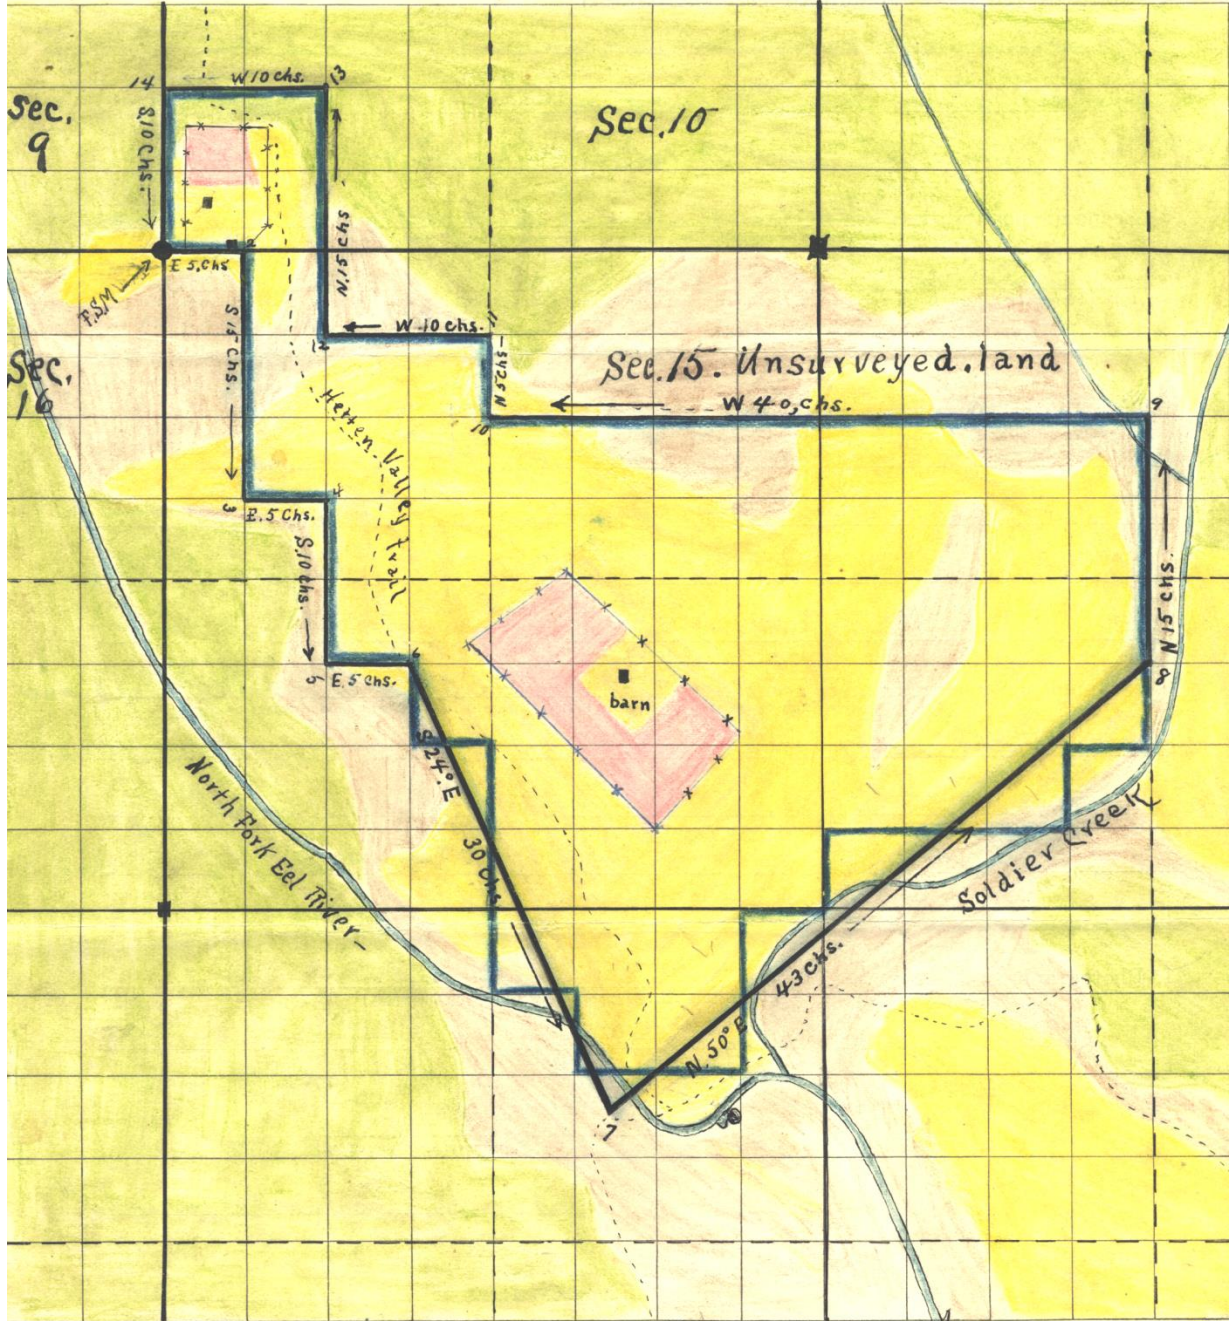 14
W 10 chs.
13
Sec.
9
S. 10 Chs.
Sec. 10
N. 15 chs
2
E 5, Chs
F.S.M
S 15 Chs.
12
W. 10 chs.
11
N 5 chs
Sec. 15. Unsurveyed. land
Sec.
16
W 40, chs.
9
10
Hetten Valley trail
3
E. 5 Chs.
4
S. 10 chs.
N 15 chs.
6
5
E. 5 chs.
8
barn
S 24° E
30 Chs
North Fork Eel River
Soldier Creek
43 chs.
N. 50° E
7